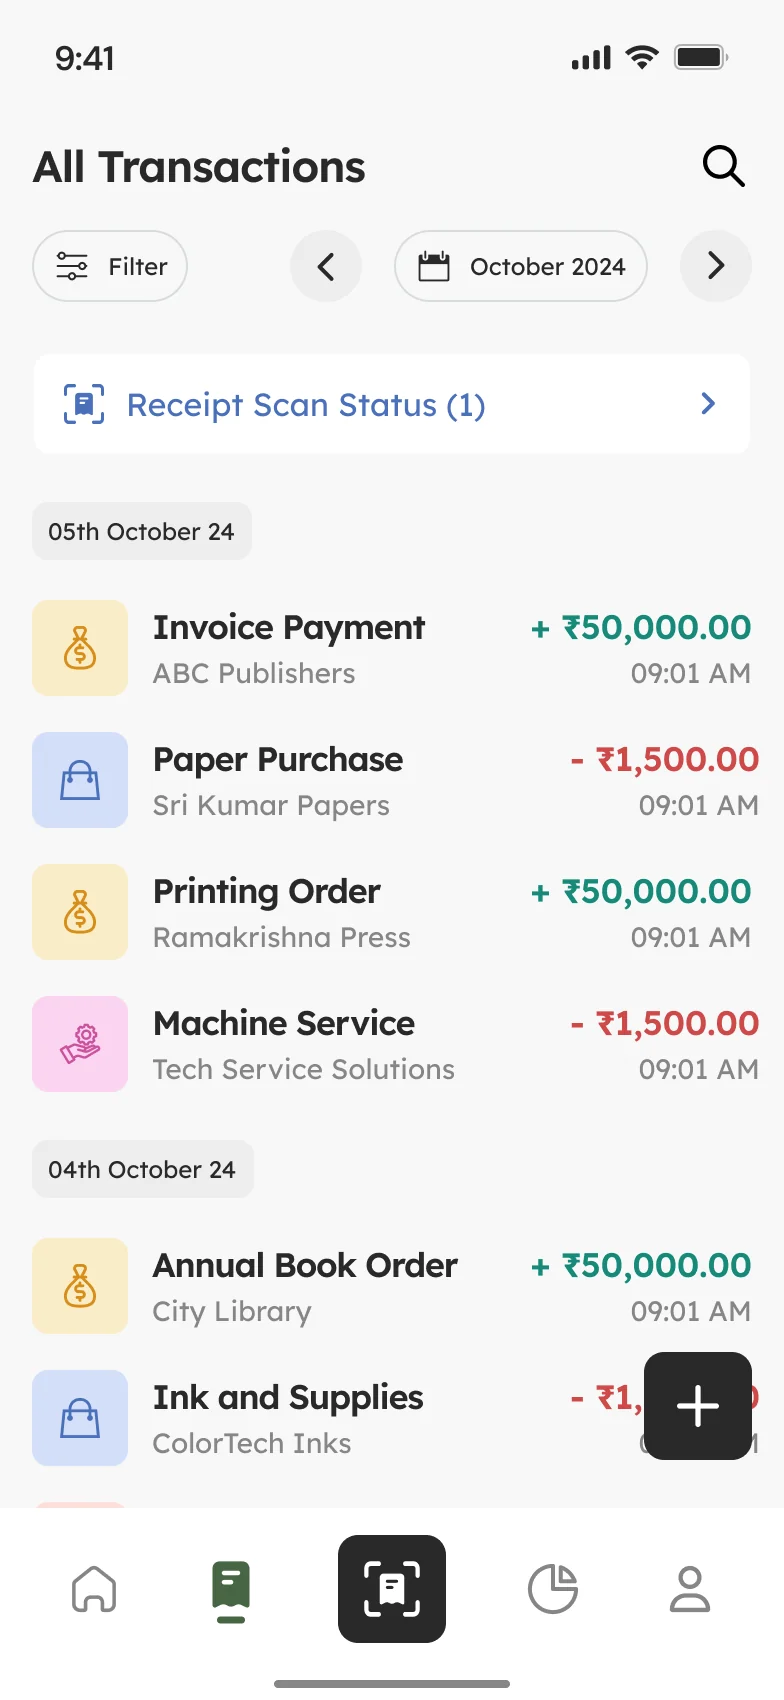 9:41
All Transactions
Filter
October 2024
Receipt Scan Status (1)
05th October 24
Invoice Payment + ₹50,000.00
ABC Publishers 09:01 AM
Paper Purchase - ₹1,500.00
Sri Kumar Papers 09:01 AM
Printing Order + ₹50,000.00
Ramakrishna Press 09:01 AM
Machine Service - ₹1,500.00
Tech Service Solutions 09:01 AM
04th October 24
Annual Book Order + ₹50,000.00
City Library 09:01 AM
Ink and Supplies - ₹1,
ColorTech Inks